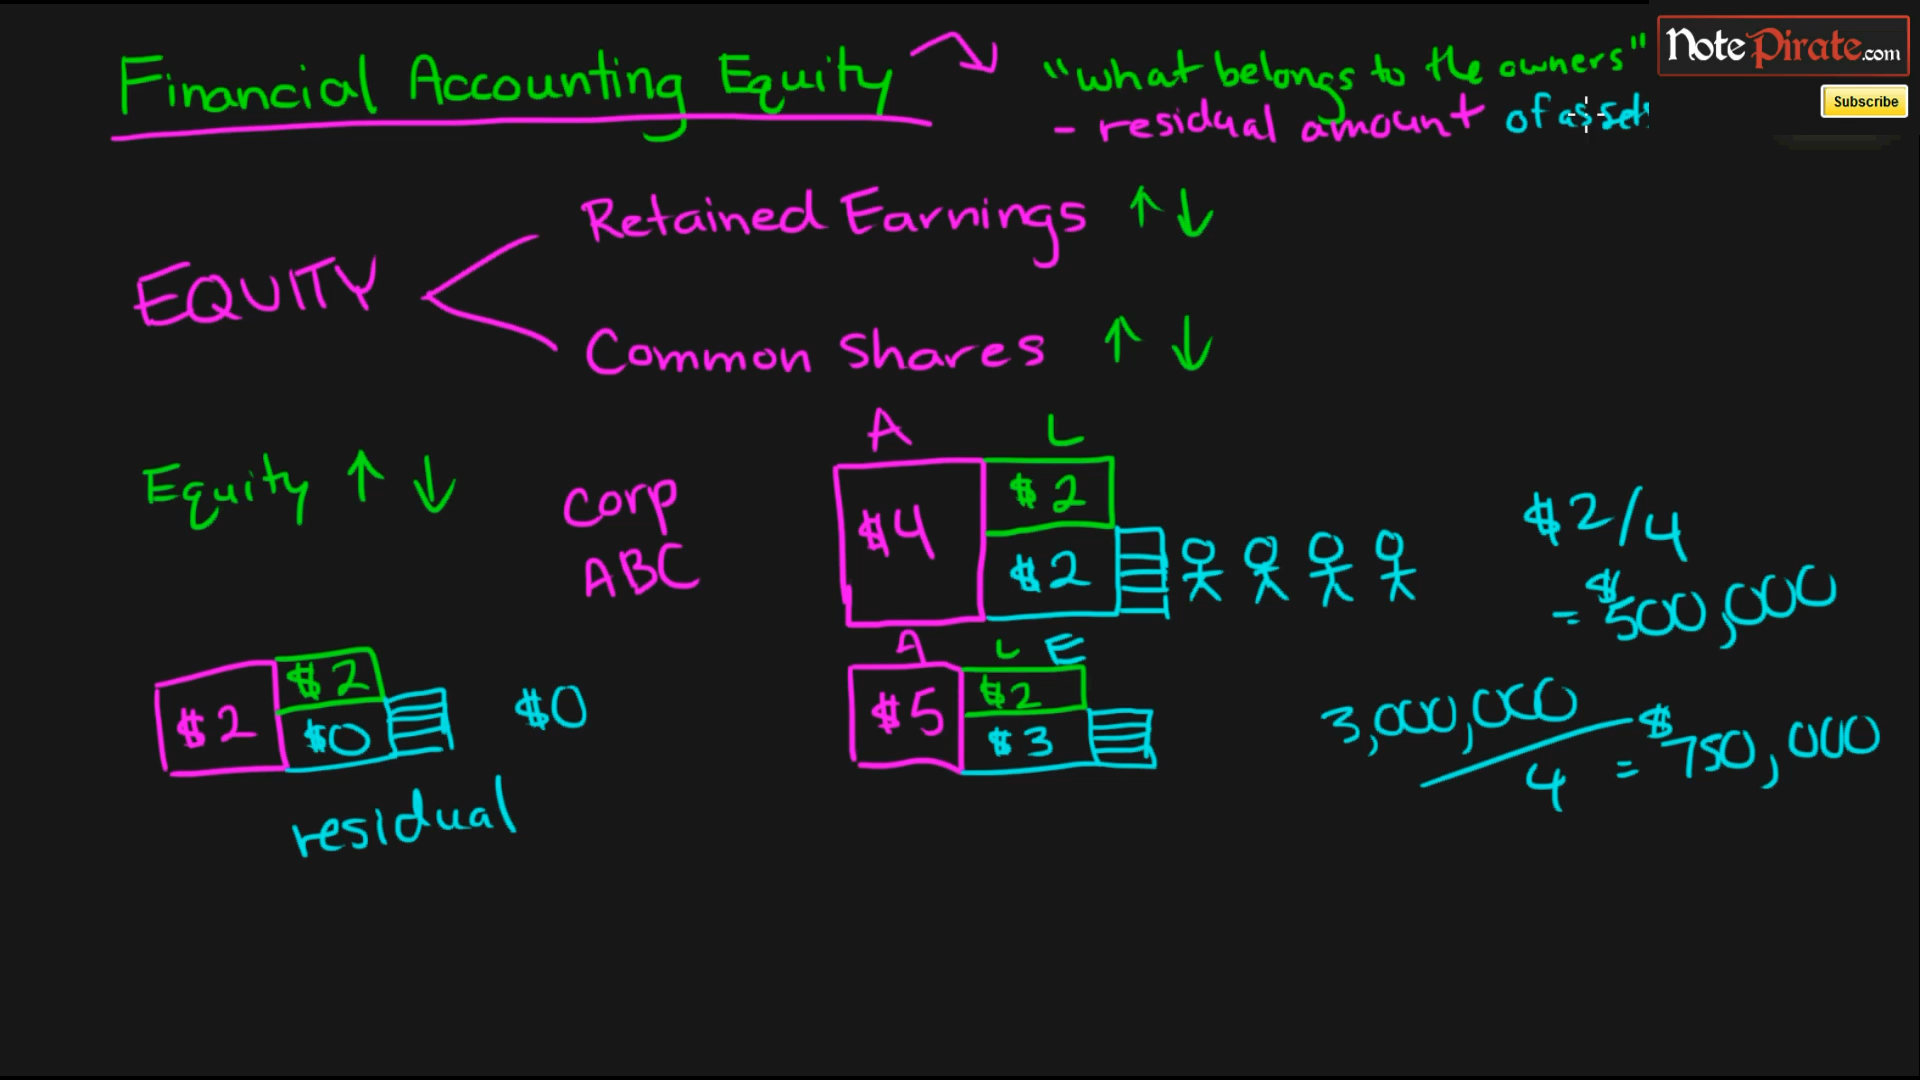 Financial Accounting Equity
"what belongs to the owners"
- residual amount of assets
NotePirate.com
Subscribe
EQUITY
Retained Earnings ↑ ↓
Common Shares ↑ ↓
Equity ↑ ↓
Corp
ABC
A L
$4 $2
$2
$2/4
= $500,000
A L E
$5 $2
$3
3,000,000
4 = $750,000
$2 $2
$0 $0
residual